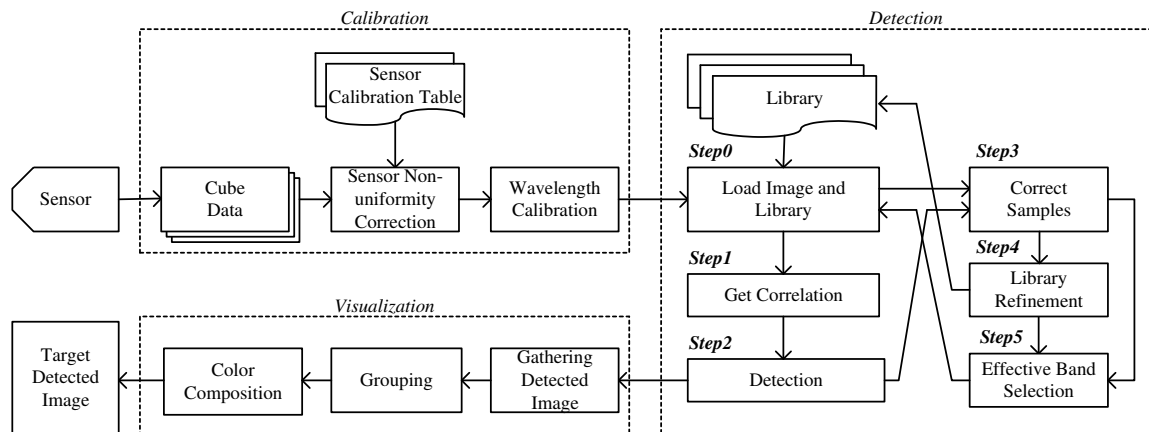 Calibration
Detection
Sensor
Calibration Table
Library
Step0
Step3
Sensor
Cube
Data
Sensor Non-
uniformity
Correction
Wavelength
Calibration
Load Image and
Library
Correct
Samples
Step1
Step4
Get Correlation
Library
Refinement
Visualization
Step2
Step5
Target
Detected
Image
Color
Composition
Grouping
Gathering
Detected
Image
Detection
Effective Band
Selection